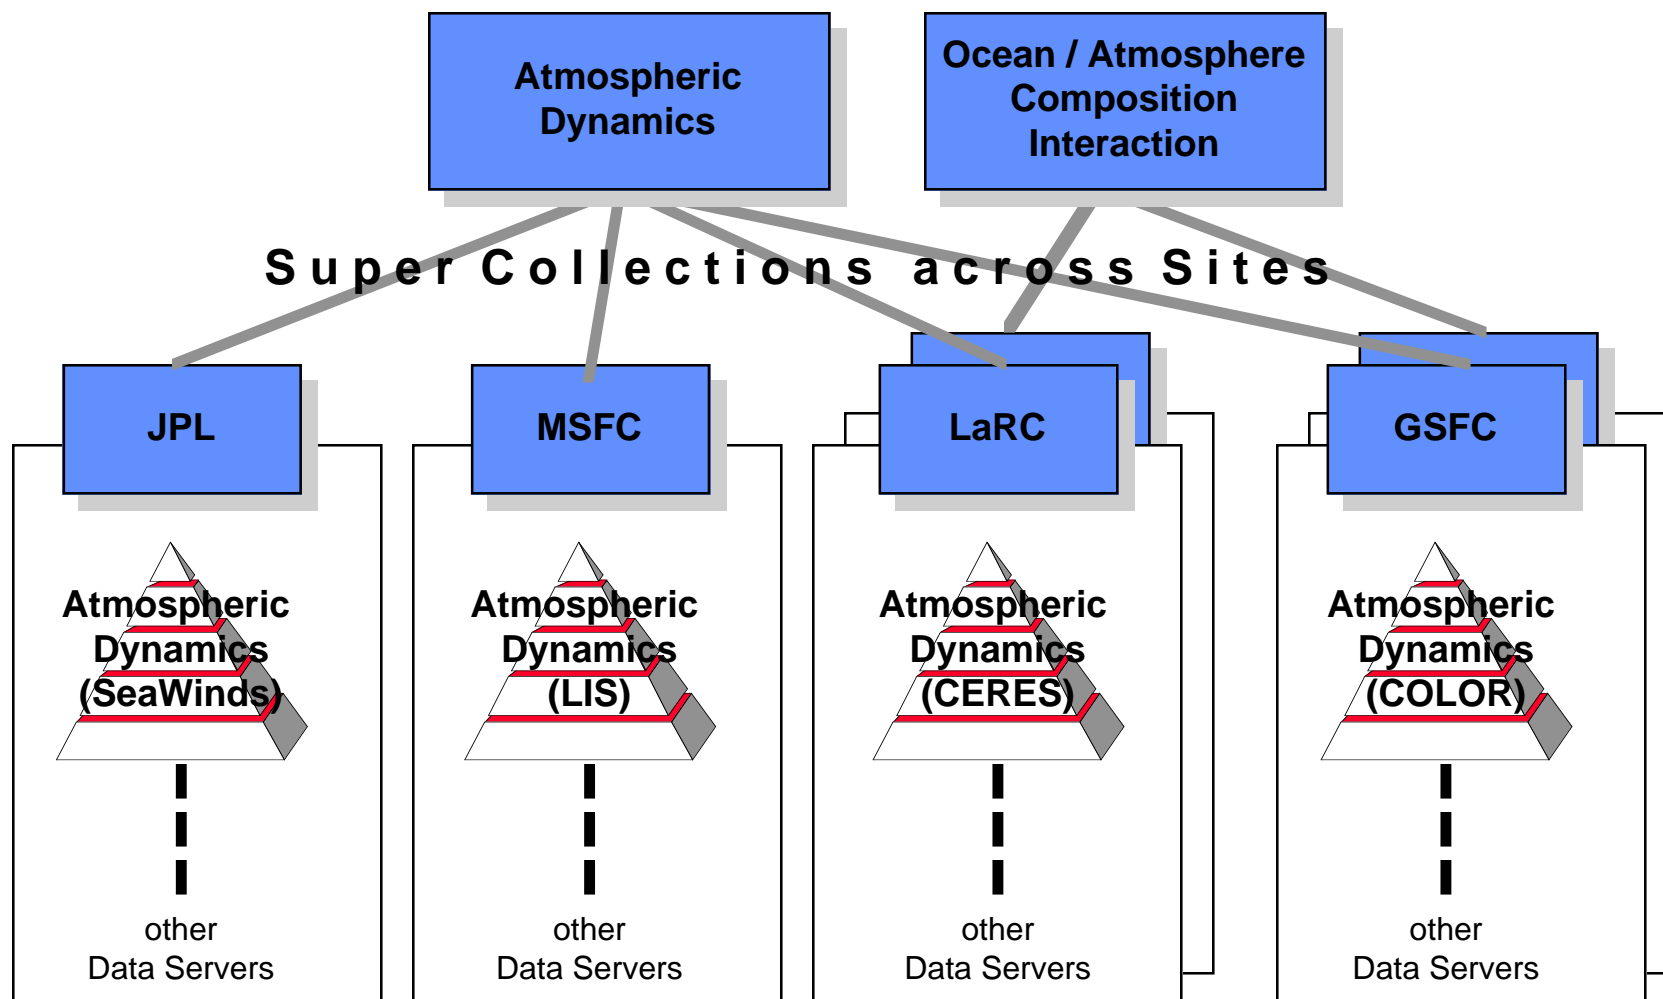 Atmospheric
Dynamics
Ocean / Atmosphere
Composition
Interaction
Super Collections across Sites
JPL
MSFC
LaRC
GSFC
Atmospheric
Dynamics
(SeaWinds)
Atmospheric
Dynamics
(LIS)
Atmospheric
Dynamics
(CERES)
Atmospheric
Dynamics
(COLOR)
other
Data Servers
other
Data Servers
other
Data Servers
other
Data Servers